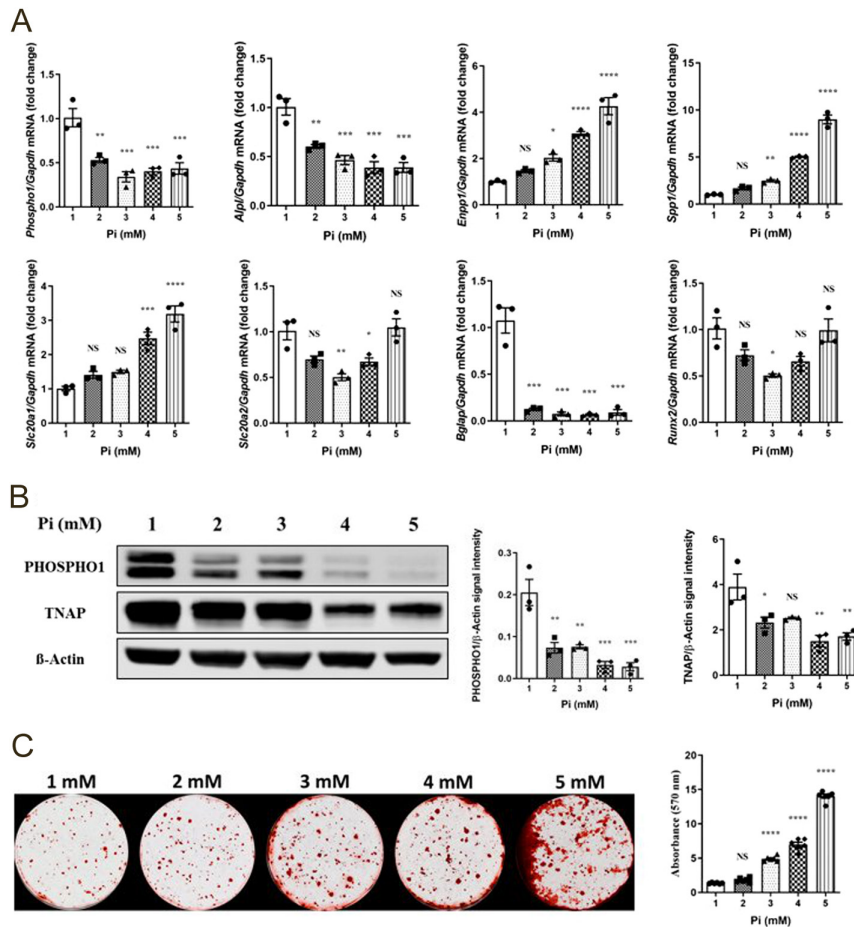 A
Phospho1/Gapdh mRNA (fold change)
1.5
1.0
0.5
0.0
**
***
***
***
1 2 3 4 5
Pi (mM)
Alpl/Gapdh mRNA (fold change)
1.5
1.0
0.5
0.0
**
***
***
***
1 2 3 4 5
Pi (mM)
Enpp1/Gapdh mRNA (fold change)
6
4
2
0
NS
*
****
****
1 2 3 4 5
Pi (mM)
Spp1/Gapdh mRNA (fold change)
15
10
5
0
NS
**
****
****
1 2 3 4 5
Pi (mM)
Slc20a1/Gapdh mRNA (fold change)
4
3
2
1
0
NS
NS
***
****
1 2 3 4 5
Pi (mM)
Slc20a2/Gapdh mRNA (fold change)
1.5
1.0
0.5
0.0
NS
**
*
NS
1 2 3 4 5
Pi (mM)
Bglap/Gapdh mRNA (fold change)
1.5
1.0
0.5
0.0
***
***
***
***
1 2 3 4 5
Pi (mM)
Runx2/Gapdh mRNA (fold change)
1.5
1.0
0.5
0.0
NS
*
NS
NS
1 2 3 4 5
Pi (mM)
B
Pi (mM) 1 2 3 4 5
PHOSPHO1
TNAP
ß-Actin
PHOSPHO1/β-Actin signal intensity
0.3
0.2
0.1
0.0
**
**
***
***
1 2 3 4 5
Pi (mM)
TNAP/β-Actin signal intensity
6
4
2
0
*
NS
**
**
1 2 3 4 5
Pi (mM)
C
1 mM 2 mM 3 mM 4 mM 5 mM
Absorbance (570 nm)
20
15
10
5
0
NS
****
****
****
1 2 3 4 5
Pi (mM)